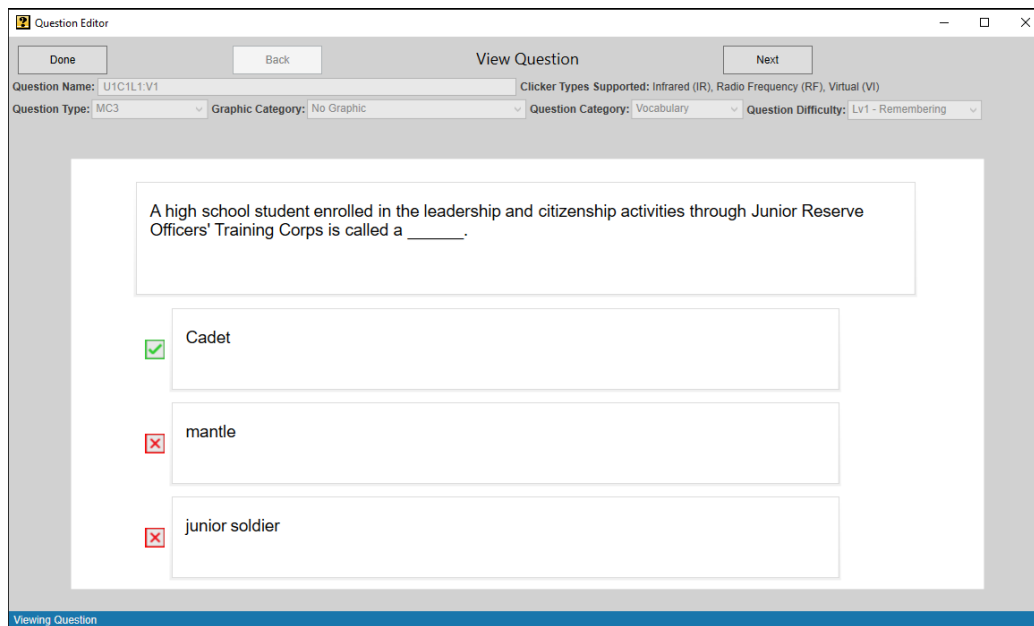 Question Editor
Done Back View Question Next
Question Name: U1C1L1:V1 Clicker Types Supported: Infrared (IR), Radio Frequency (RF), Virtual (VI)
Question Type: MC3 Graphic Category: No Graphic Question Category: Vocabulary Question Difficulty: Lv1 - Remembering
A high school student enrolled in the leadership and citizenship activities through Junior Reserve
Officers' Training Corps is called a ______.
Cadet
mantle
junior soldier
Viewing Question